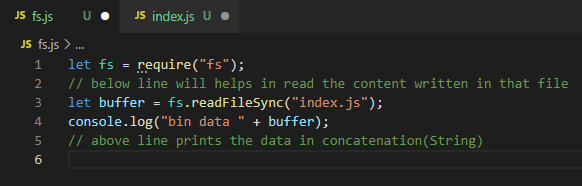 JS fs.js U JS index.js U
JS fs.js > ...
1 let fs = require("fs");
2 // below line will helps in read the content written in that file
3 let buffer = fs.readFileSync("index.js");
4 console.log("bin data " + buffer);
5 // above line prints the data in concatenation(String)
6